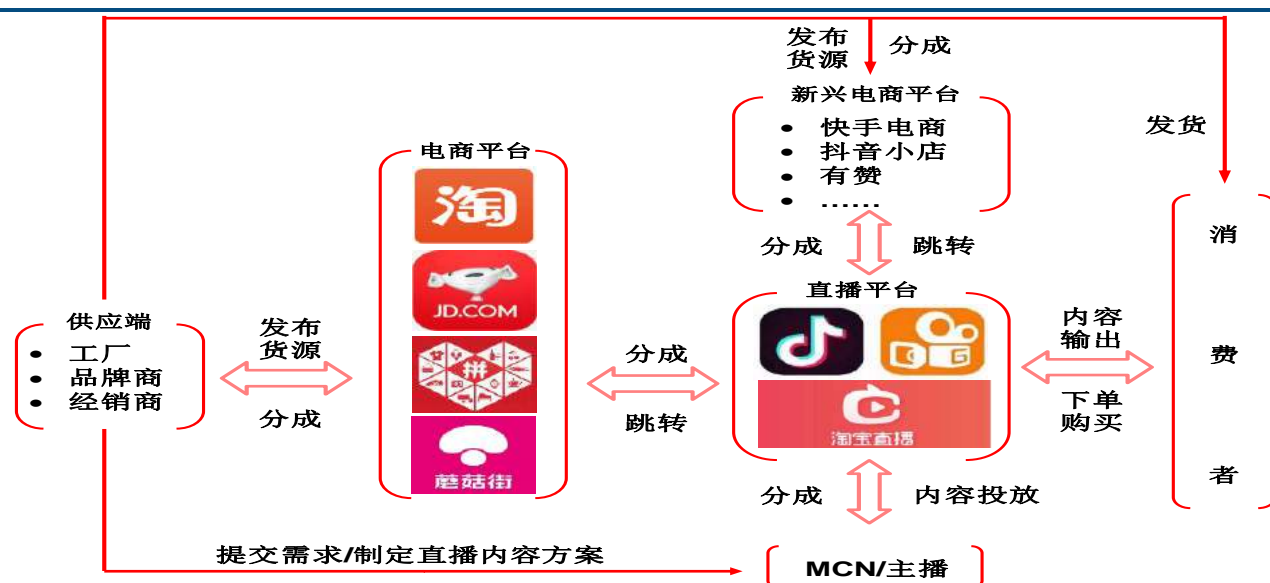 发布
货源
分成
新兴电商平台
• 快手电商
• 抖音小店
• 有赞
• ......
发货
电商平台
淘
JD.COM
拼
蘑菇街
供应端
• 工厂
• 品牌商
• 经销商
发布
货源
分成
分成
跳转
分成
跳转
直播平台
淘宝直播
内容
输出
下单
购买
消
费
者
分成
内容投放
提交需求/制定直播内容方案
MCN/主播